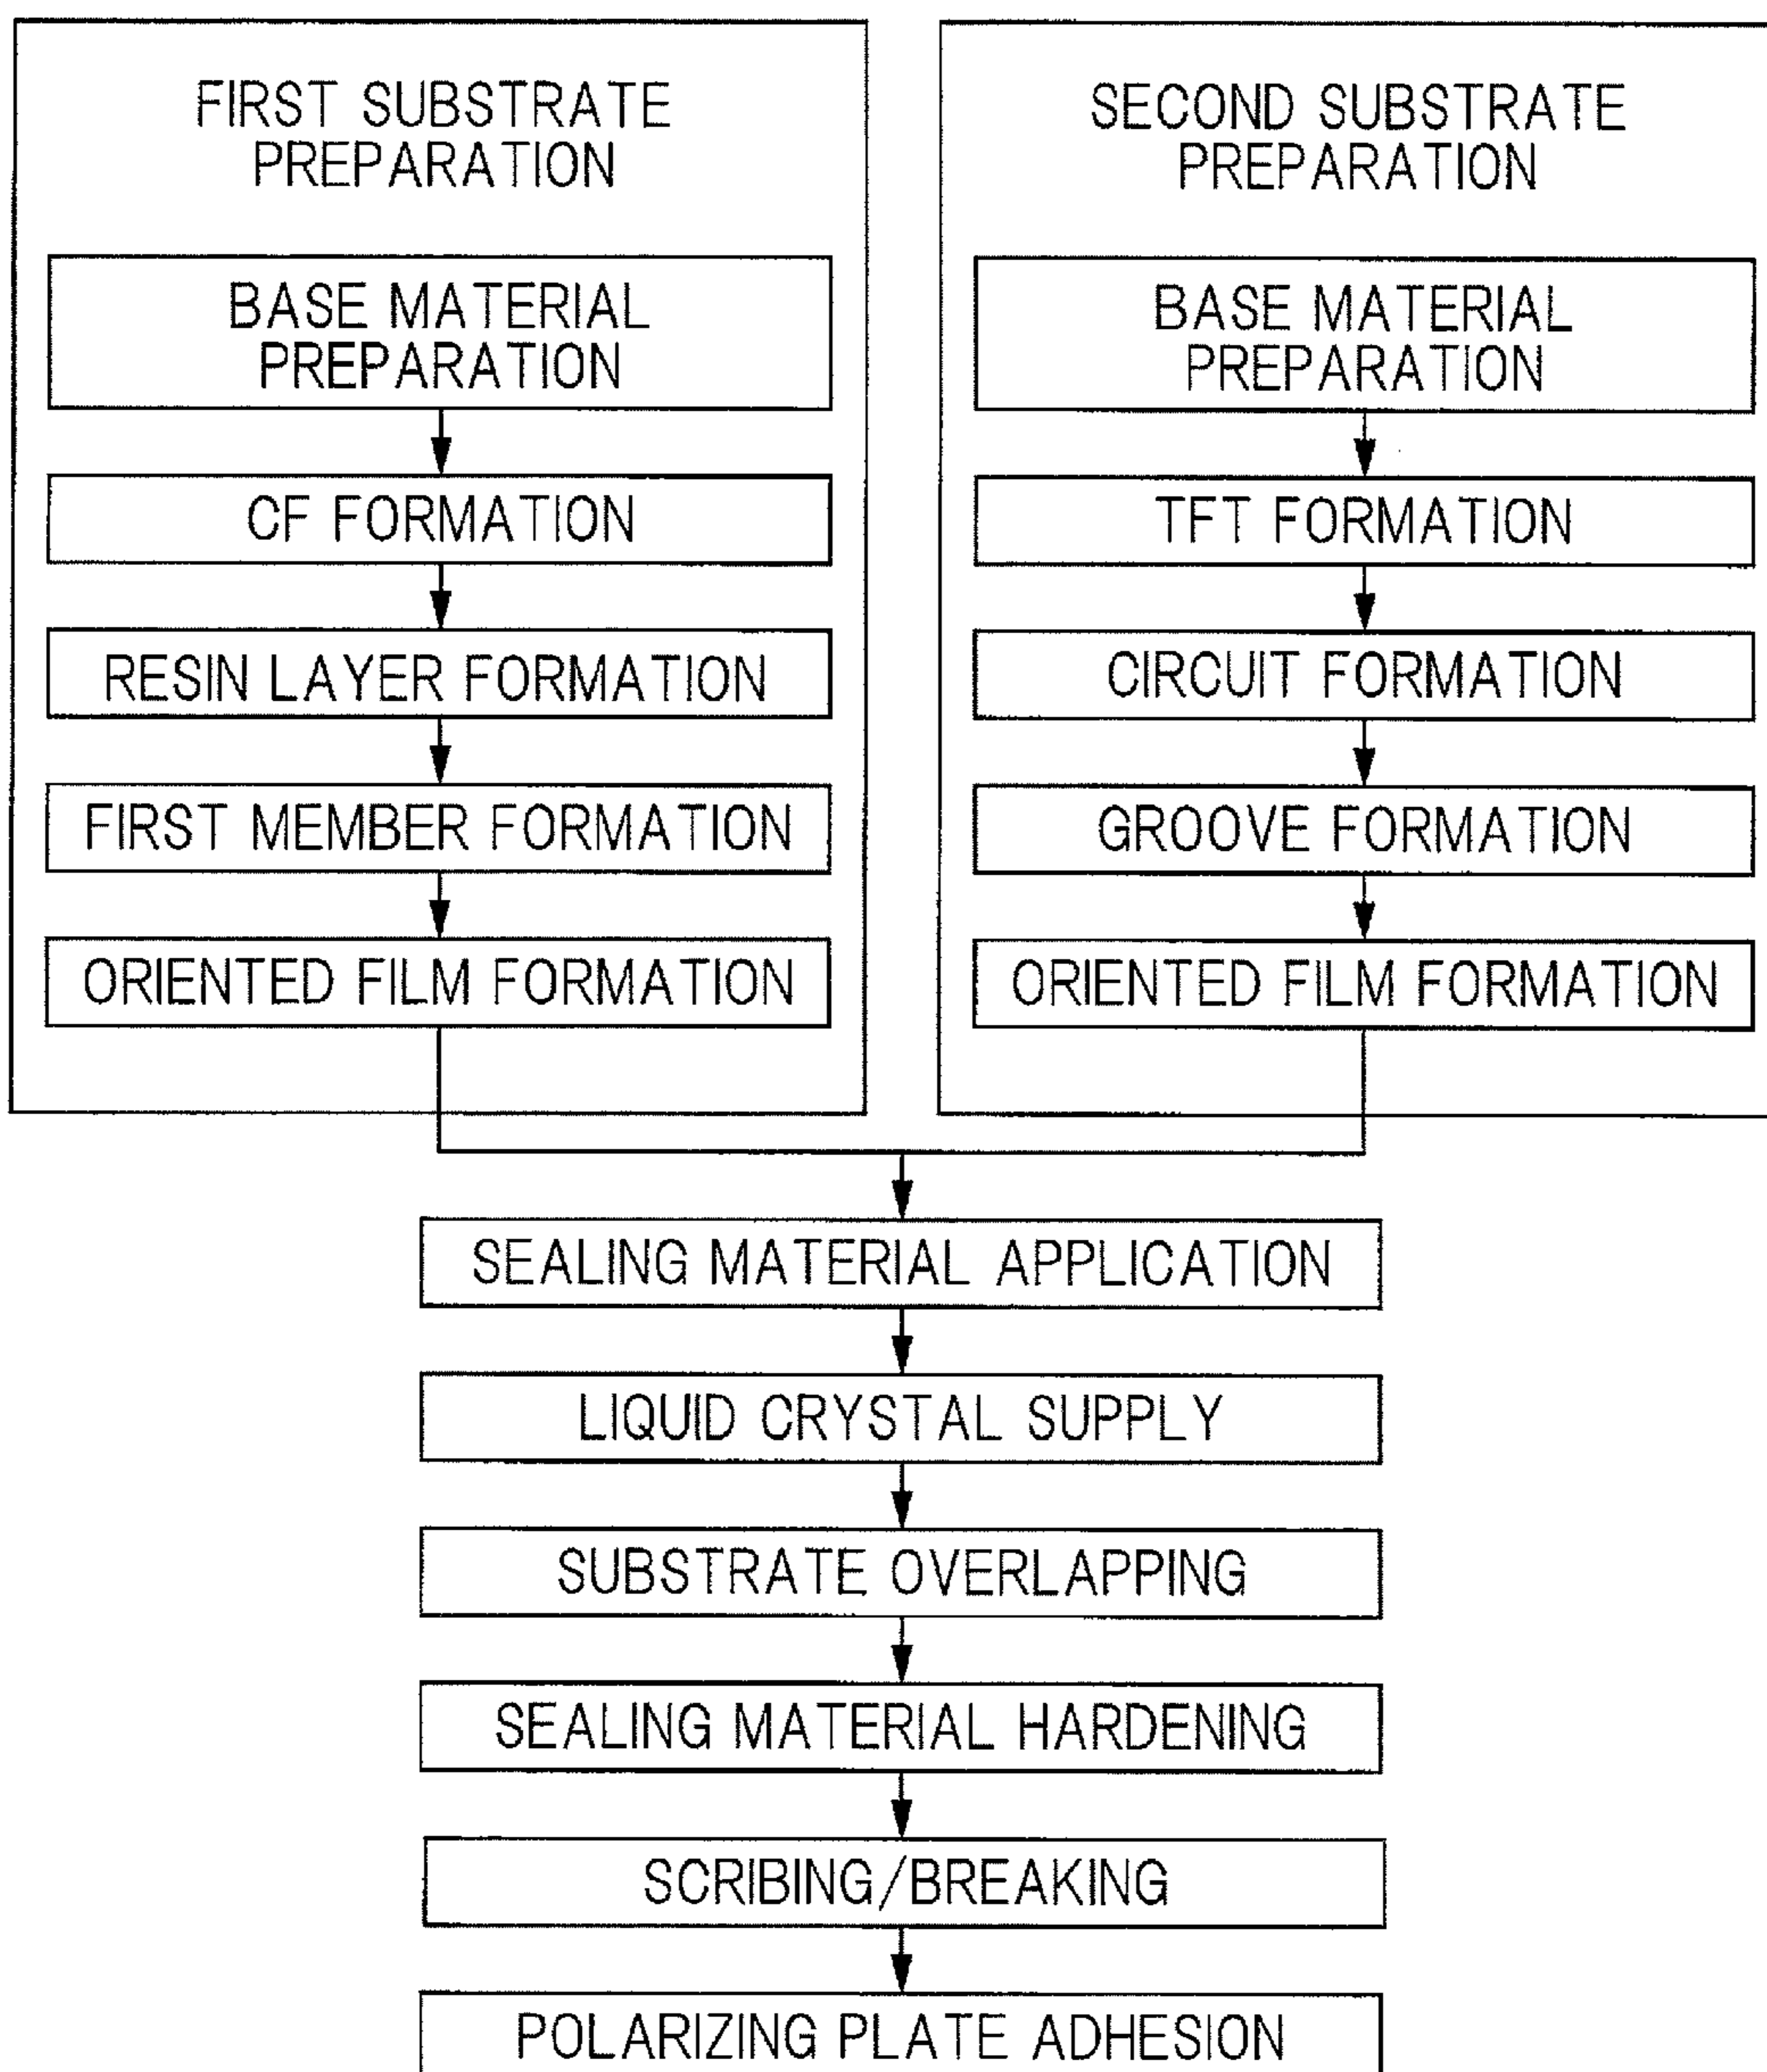 FIRST SUBSTRATE
PREPARATION
BASE MATERIAL
PREPARATION
CF FORMATION
RESIN LAYER FORMATION
FIRST MEMBER FORMATION
ORIENTED FILM FORMATION
SECOND SUBSTRATE
PREPARATION
BASE MATERIAL
PREPARATION
TFT FORMATION
CIRCUIT FORMATION
GROOVE FORMATION
ORIENTED FILM FORMATION
SEALING MATERIAL APPLICATION
LIQUID CRYSTAL SUPPLY
SUBSTRATE OVERLAPPING
SEALING MATERIAL HARDENING
SCRIBING/BREAKING
POLARIZING PLATE ADHESION